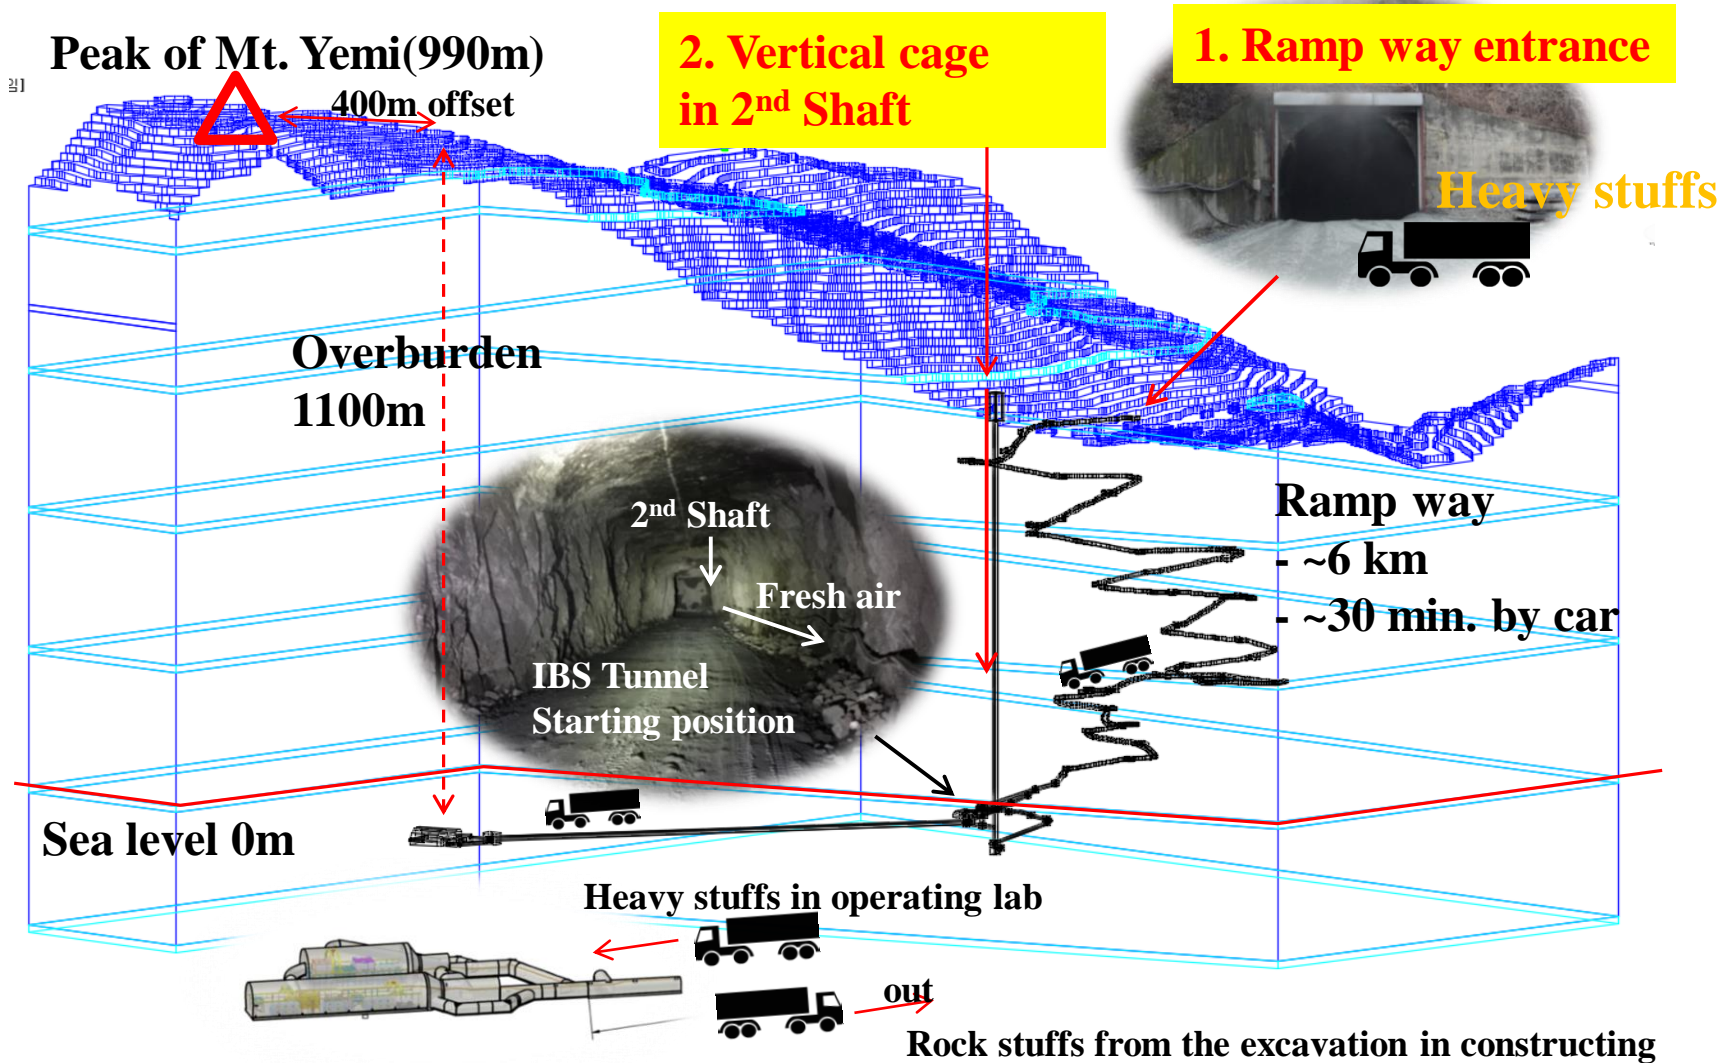 Peak of Mt. Yemi(990m)
400m offset
2. Vertical cage
in 2nd Shaft
1. Ramp way entrance
Heavy stuffs
Overburden
1100m
2nd Shaft
Fresh air
IBS Tunnel
Starting position
Ramp way
- ~6 km
- ~30 min. by car
Sea level 0m
Heavy stuffs in operating lab
out
Rock stuffs from the excavation in constructing